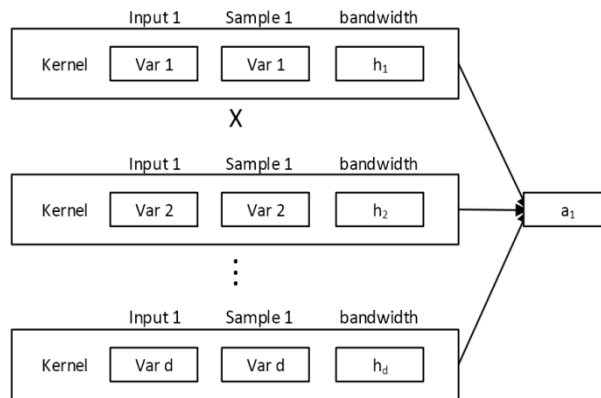 Input 1 Sample 1 bandwidth
Kernel Var 1 Var 1 h₁
X
Input 1 Sample 1 bandwidth
Kernel Var 2 Var 2 h₂
a₁
⋮
Input 1 Sample 1 bandwidth
Kernel Var d Var d h_d